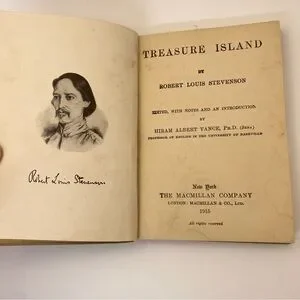 Robert Louis Stevenson
TREASURE ISLAND
BY
ROBERT LOUIS STEVENSON
EDITED, WITH NOTES AND AN INTRODUCTION,
BY
HIRAM ALBERT VANCE, PH.D. (JENA)
PROFESSOR OF ENGLISH IN THE UNIVERSITY OF NASHVILLE
New York
THE MACMILLAN COMPANY
LONDON: MACMILLAN & CO., LTD.
1915
All rights reserved